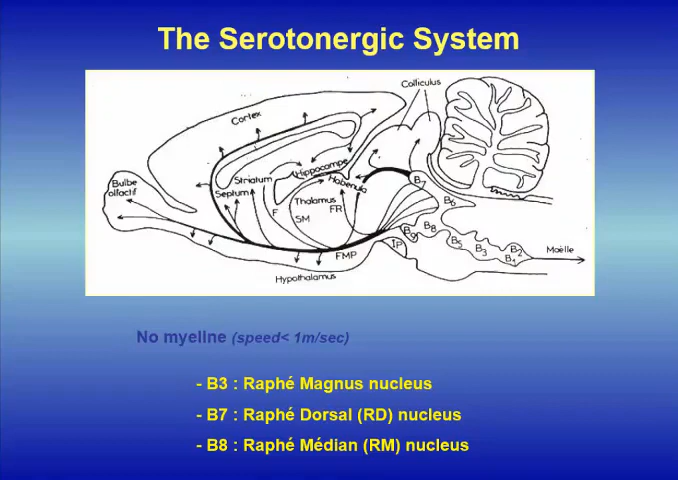 The Serotonergic System
Colliculus
Cortex
Hippocampe
Bulbe
olfactif
Striatum
Habenula
B7
Septum
Thalamus
B6
F
SM
FR
B9
B8
B5
B3
B2
B1
IP
Maëlle
FMP
Hypothalamus
No myeline (speed< 1m/sec)
- B3 : Raphé Magnus nucleus
- B7 : Raphé Dorsal (RD) nucleus
- B8 : Raphé Médian (RM) nucleus